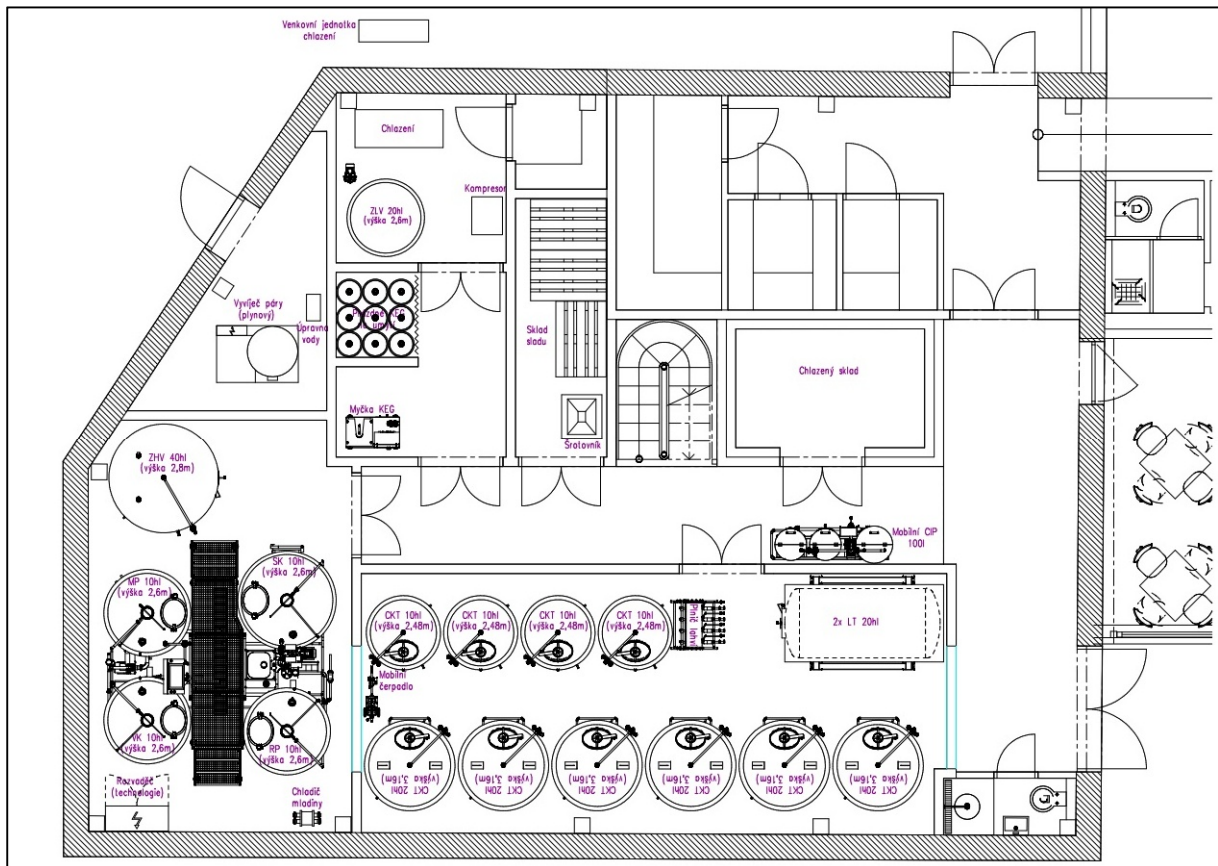 Venkovní jednotka
chlazení
Chlazení
Kompresor
ZLV 20hl
(výška 2,6m)
Vyvíječ páry
(plynový)
Úpravna
vody
Prázdné KEG
k umytí
Sklad
sladu
Chlazený sklad
Myčka KEG
Šrotovník
ZHV 40hl
(výška 2,8m)
Mobilní CIP
100l
MP 10hl
(výška 2,6m)
SK 10hl
(výška 2,6m)
CKT 10hl
(výška 2,48m)
CKT 10hl
(výška 2,48m)
CKT 10hl
(výška 2,48m)
CKT 10hl
(výška 2,48m)
Plnič lahví
2x LT 20hl
Mobilní
čerpadlo
VK 10hl
(výška 2,6m)
RP 10hl
(výška 2,6m)
CKT 20hl
(výška 3,16m)
CKT 20hl
(výška 3,16m)
CKT 20hl
(výška 3,16m)
CKT 20hl
(výška 3,16m)
CKT 20hl
(výška 3,16m)
CKT 20hl
(výška 3,16m)
Rozvaděč
(technologie)
Chladič
mladiny